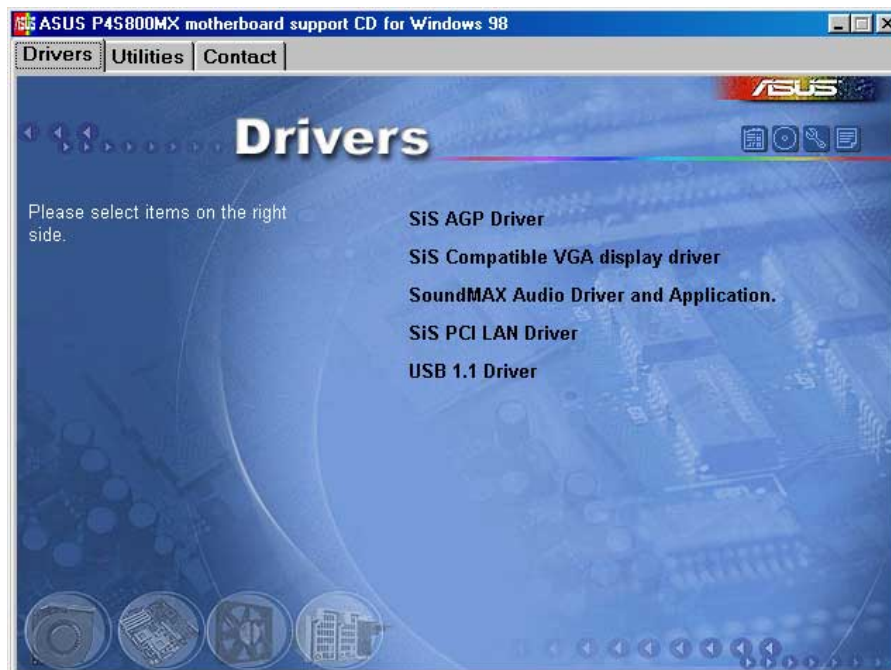 ASUS P4S800MX motherboard support CD for Windows 98
Drivers Utilities Contact
ASUS
Drivers
Please select items on the right
side.
SiS AGP Driver
SiS Compatible VGA display driver
SoundMAX Audio Driver and Application.
SiS PCI LAN Driver
USB 1.1 Driver